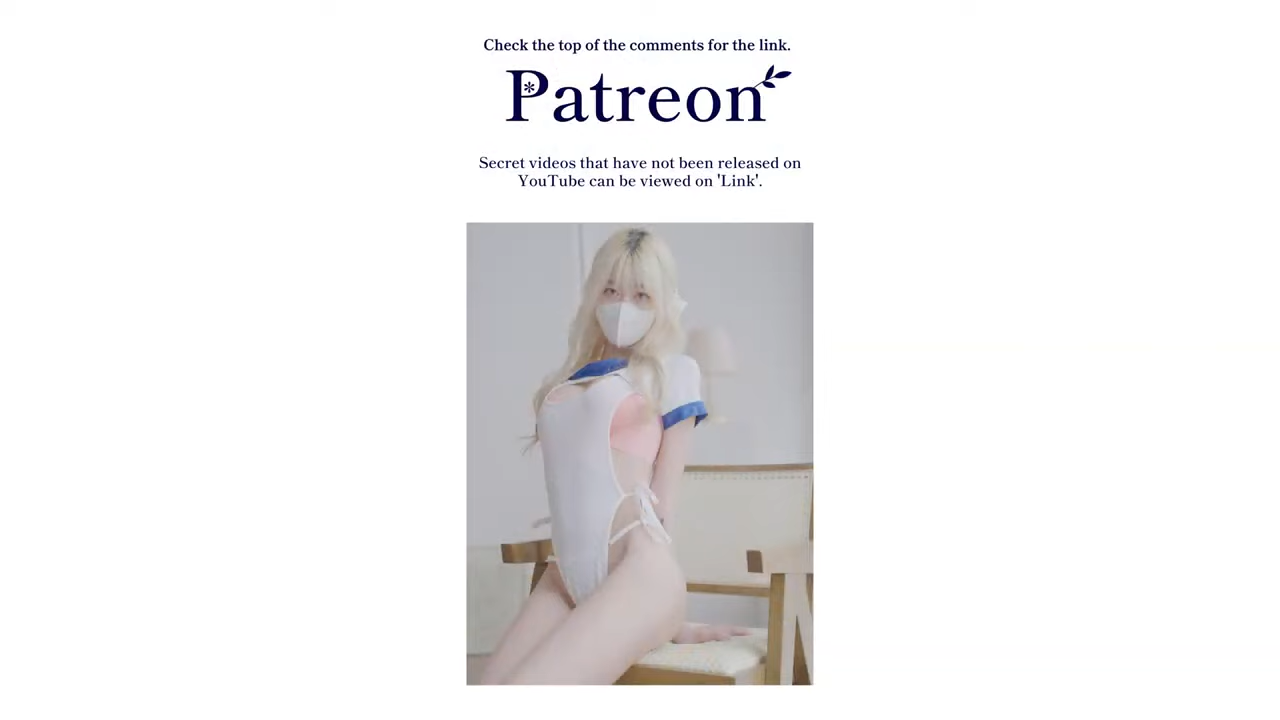 Check the top of the comments for the link.
Patreon
Secret videos that have not been released on
YouTube can be viewed on 'Link'.